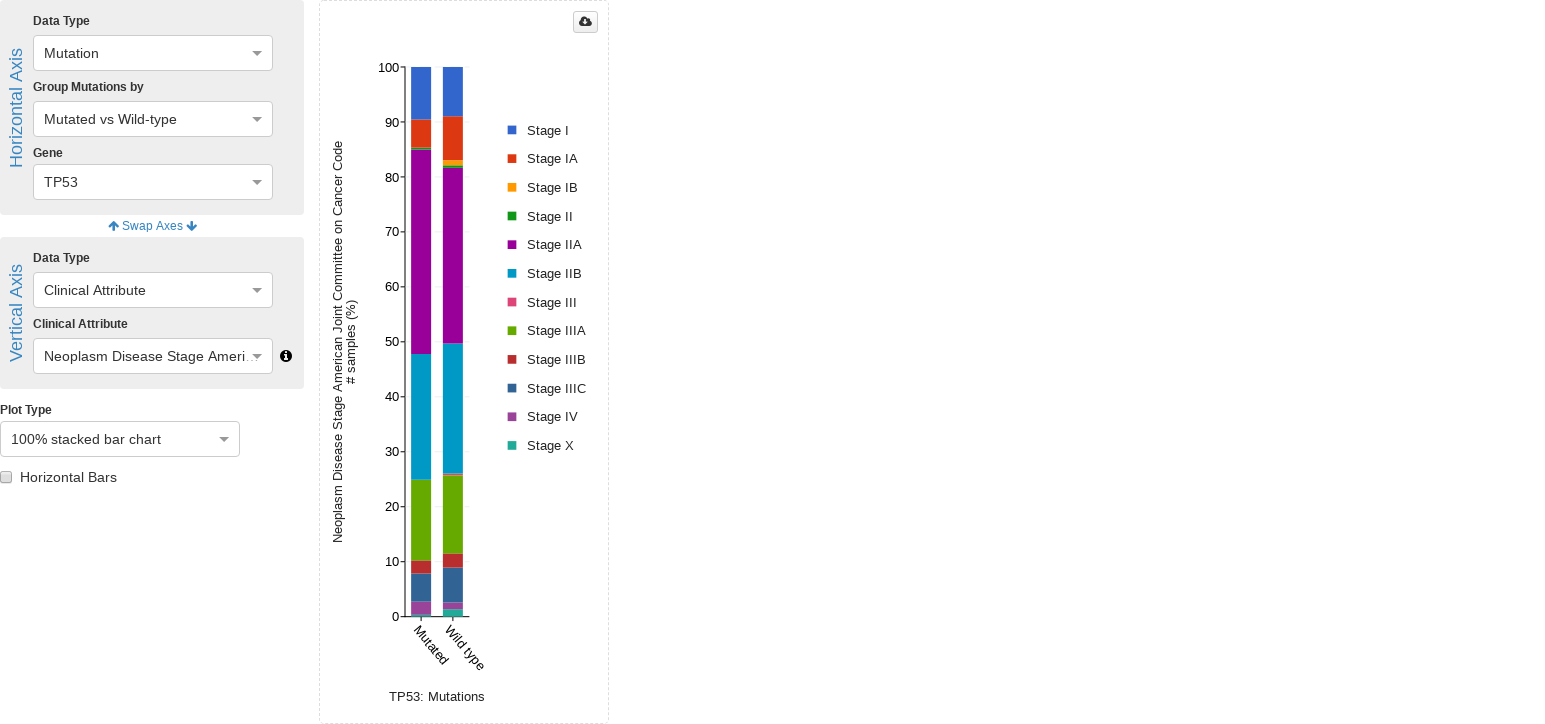 Horizontal Axis
Data Type
Mutation
Group Mutations by
Mutated vs Wild-type
Gene
TP53
Swap Axes
Vertical Axis
Data Type
Clinical Attribute
Clinical Attribute
Neoplasm Disease Stage Ameri...
Plot Type
100% stacked bar chart
Horizontal Bars
Neoplasm Disease Stage American Joint Committee on Cancer Code
# samples (%)
100
90
80
70
60
50
40
30
20
10
0
Mutated
Wild type
TP53: Mutations
Stage I
Stage IA
Stage IB
Stage II
Stage IIA
Stage IIB
Stage III
Stage IIIA
Stage IIIB
Stage IIIC
Stage IV
Stage X